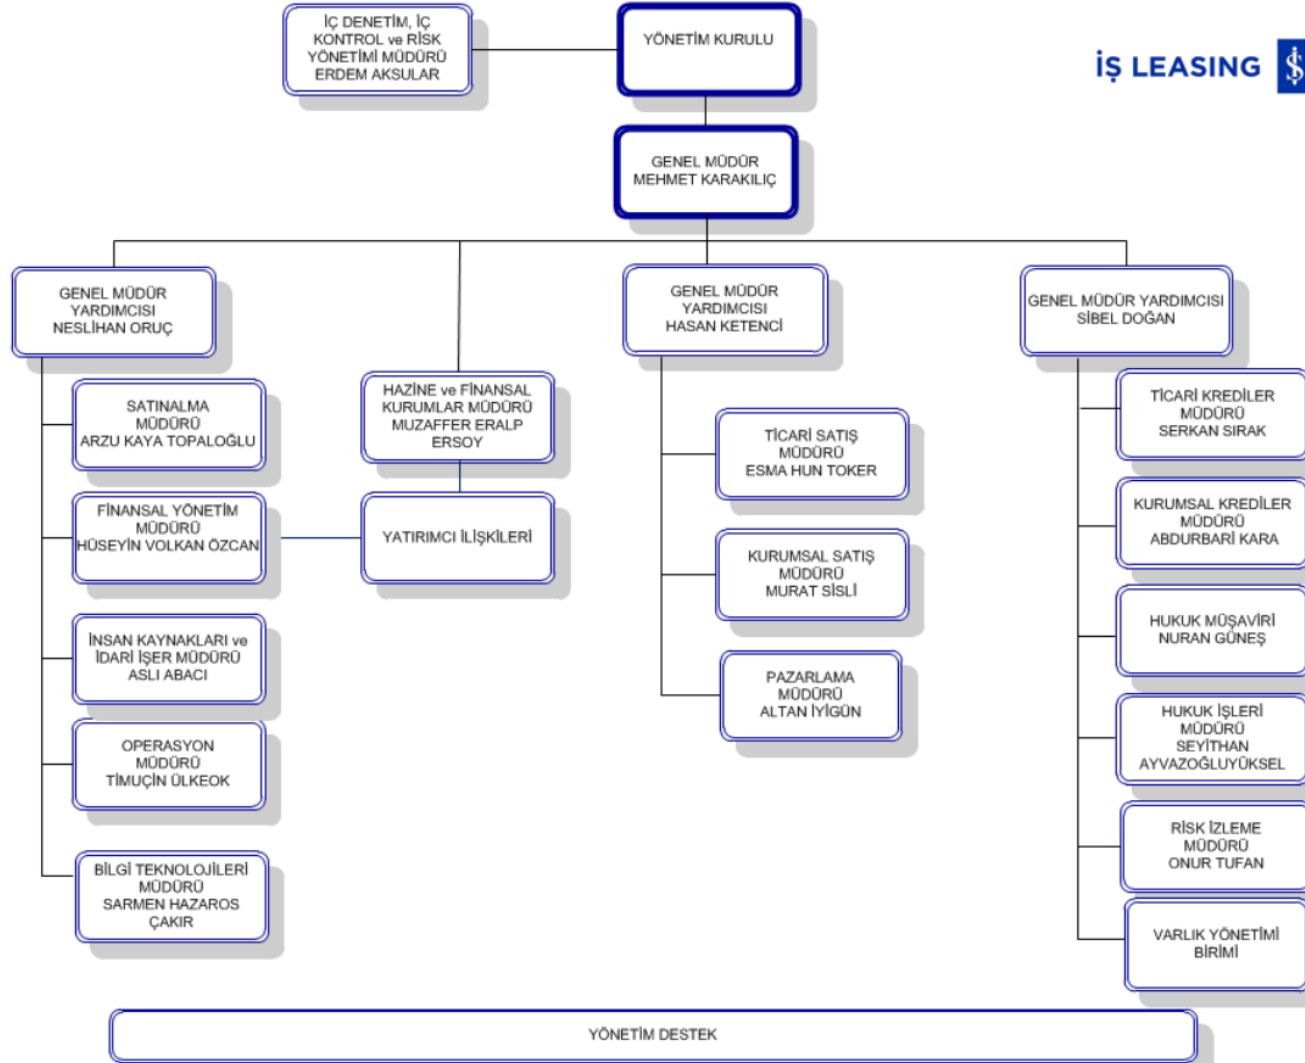 İÇ DENETİM, İÇ
KONTROL ve RİSK
YÖNETİMİ MÜDÜRÜ
ERDEM AKSULAR
YÖNETİM KURULU
İŞ LEASING
GENEL MÜDÜR
MEHMET KARAKILIÇ
GENEL MÜDÜR
YARDIMCISI
NESLİHAN ORUÇ
GENEL MÜDÜR
YARDIMCISI
HASAN KETENCİ
GENEL MÜDÜR YARDIMCISI
SİBEL DOĞAN
SATINALMA
MÜDÜRÜ
ARZU KAYA TOPALOĞLU
FİNANSAL YÖNETİM
MÜDÜRÜ
HÜSEYİN VOLKAN ÖZCAN
İNSAN KAYNAKLARI ve
İDARİ İŞER MÜDÜRÜ
ASLI ABACI
OPERASYON
MÜDÜRÜ
TİMUÇİN ÜLKEOK
BİLGİ TEKNOLOJİLERİ
MÜDÜRÜ
SARMEN HAZAROS
ÇAKIR
HAZİNE ve FİNANSAL
KURUMLAR MÜDÜRÜ
MUZAFFER ERALP
ERSOY
YATIRIMCI İLİŞKİLERİ
TİCARİ SATIŞ
MÜDÜRÜ
ESMA HUN TOKER
KURUMSAL SATIŞ
MÜDÜRÜ
MURAT SİSLİ
PAZARLAMA
MÜDÜRÜ
ALTAN İYİGÜN
TİCARİ KREDİLER
MÜDÜRÜ
SERKAN SIRAK
KURUMSAL KREDİLER
MÜDÜRÜ
ABDURBARİ KARA
HUKUK MÜŞAVİRİ
NURAN GÜNEŞ
HUKUK İŞLERİ
MÜDÜRÜ
SEYİTHAN
AYVAZOĞLUYÜKSEL
RİSK İZLEME
MÜDÜRÜ
ONUR TUFAN
VARLIK YÖNETİMİ
BİRİMİ
YÖNETİM DESTEK